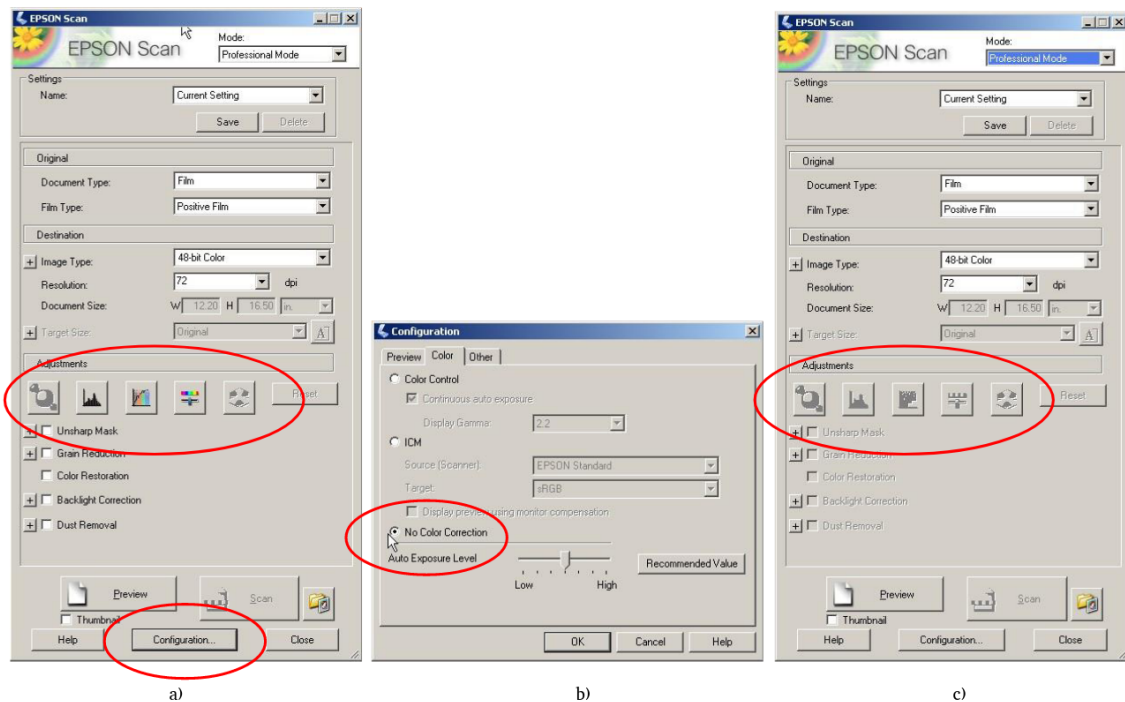 EPSON Scan
EPSON Scan
Mode:
Professional Mode
Settings
Name:
Current Setting
Save
Delete
Original
Document Type:
Film
Film Type:
Positive Film
Destination
Image Type:
48-bit Color
Resolution:
72
dpi
Document Size:
W 12.20 H 16.50 in.
Target Size:
Original
Adjustments
Reset
Unsharp Mask
Grain Reduction
Color Restoration
Backlight Correction
Dust Removal
Preview
Scan
Thumbnail
Help
Configuration...
Close
a)
Configuration
Preview Color Other
Color Control
Continuous auto exposure
Display Gamma:
2.2
ICM
Source (Scanner):
EPSON Standard
Target:
sRGB
Display preview using monitor compensation
No Color Correction
Auto Exposure Level
Low
High
Recommended Value
OK
Cancel
Help
b)
EPSON Scan
EPSON Scan
Mode:
Professional Mode
Settings
Name:
Current Setting
Save
Delete
Original
Document Type:
Film
Film Type:
Positive Film
Destination
Image Type:
48-bit Color
Resolution:
72
dpi
Document Size:
W 12.20 H 16.50 in.
Target Size:
Original
A
Adjustments
Reset
Unsharp Mask
Grain Reduction
Color Restoration
Backlight Correction
Dust Removal
Preview
Scan
Thumbnail
Help
Configuration...
Close
c)